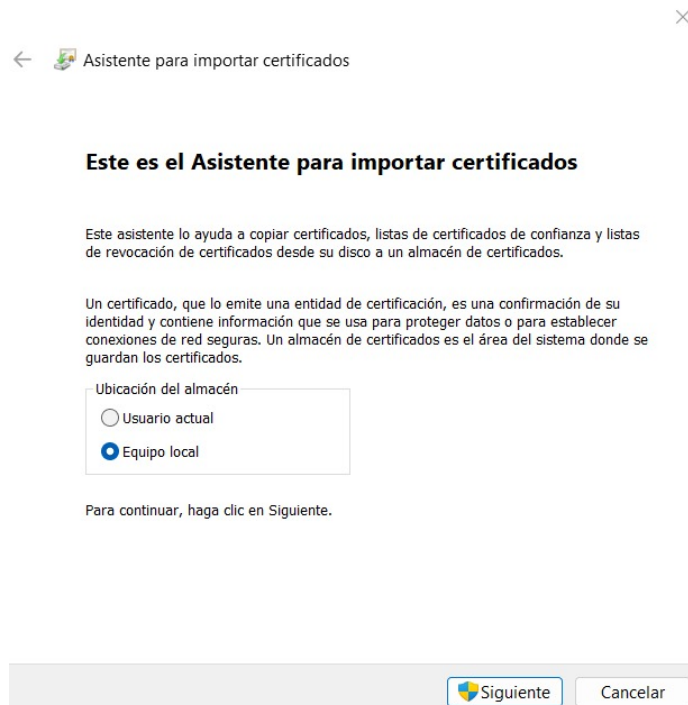 Asistente para importar certificados
Este es el Asistente para importar certificados
Este asistente lo ayuda a copiar certificados, listas de certificados de confianza y listas
de revocación de certificados desde su disco a un almacén de certificados.
Un certificado, que lo emite una entidad de certificación, es una confirmación de su
identidad y contiene información que se usa para proteger datos o para establecer
conexiones de red seguras. Un almacén de certificados es el área del sistema donde se
guardan los certificados.
Ubicación del almacén
Usuario actual
Equipo local
Para continuar, haga clic en Siguiente.
Siguiente
Cancelar